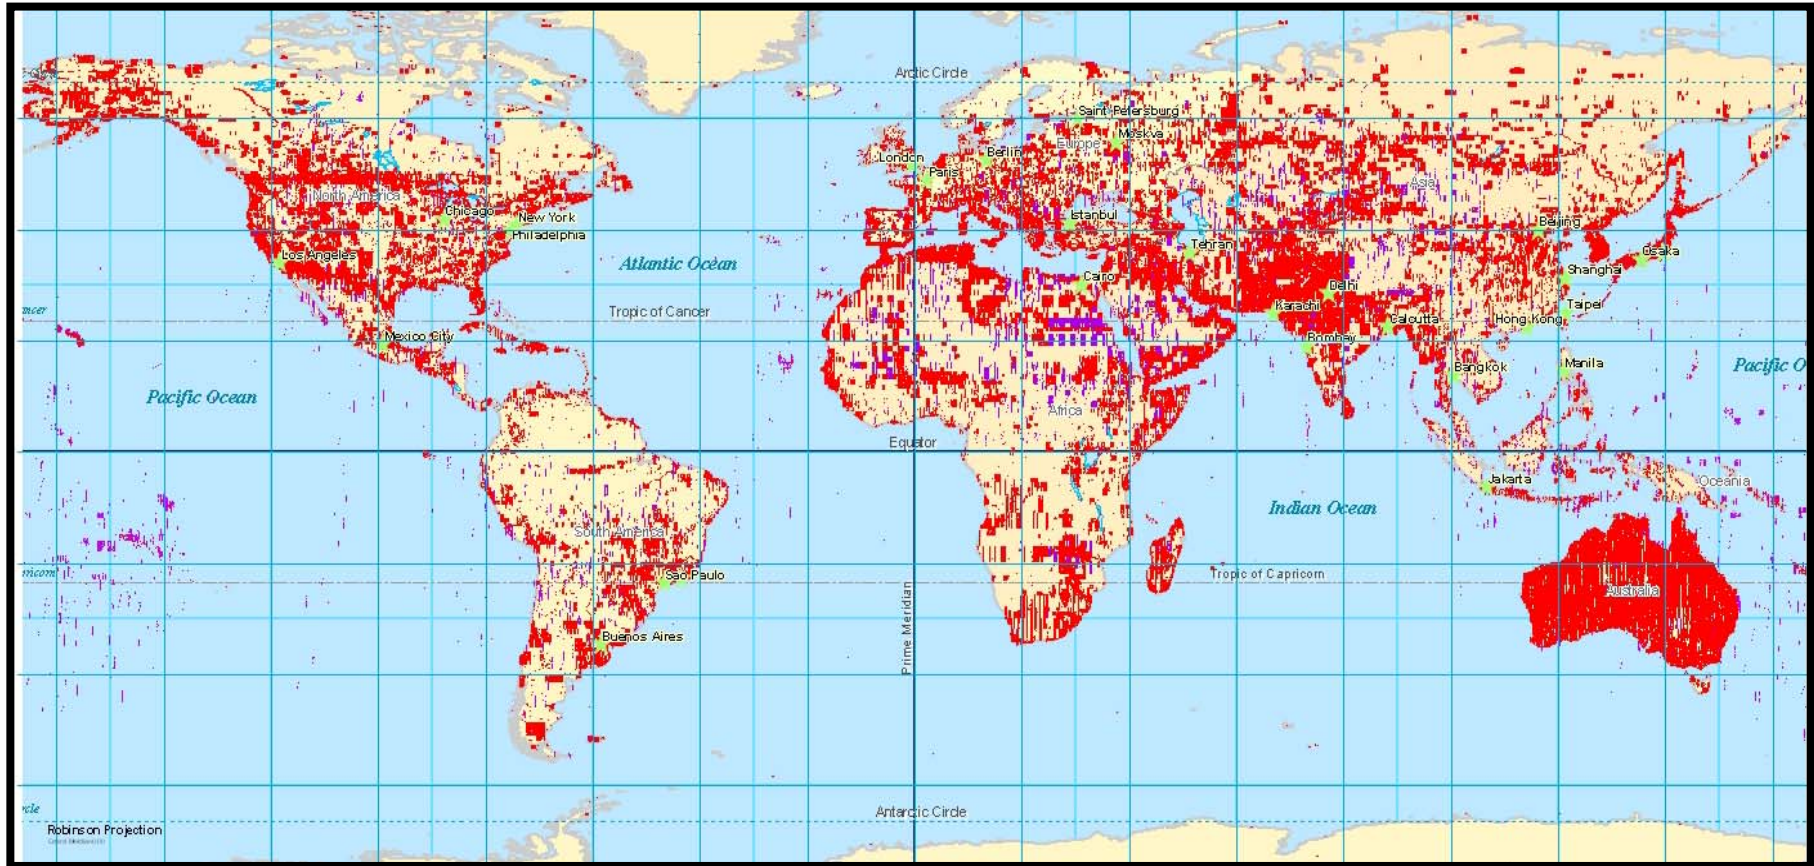 Arctic Circle
Saint-Petersburg
Moskva
Europe
London
Berlin
Paris
Asia
North America
Chicago
New York
Istanbul
Beijing
Philadelphia
Tehran
Los Angeles
Osaka
Atlantic Ocean
Cairo
Shanghai
Delhi
Karachi
Taipei
ncer
Tropic of Cancer
Calcutta
Hong Kong
Mexico City
Bombay
Bangkok
Manila
Pacific O
Pacific Ocean
Africa
Equator
Jakarta
Oceania
Indian Ocean
South America
Sao Paulo
ricorn
Tropic of Capricorn
Australia
Prime Meridian
Buenos Aires
rcle
Antarctic Circle
Robinson Projection